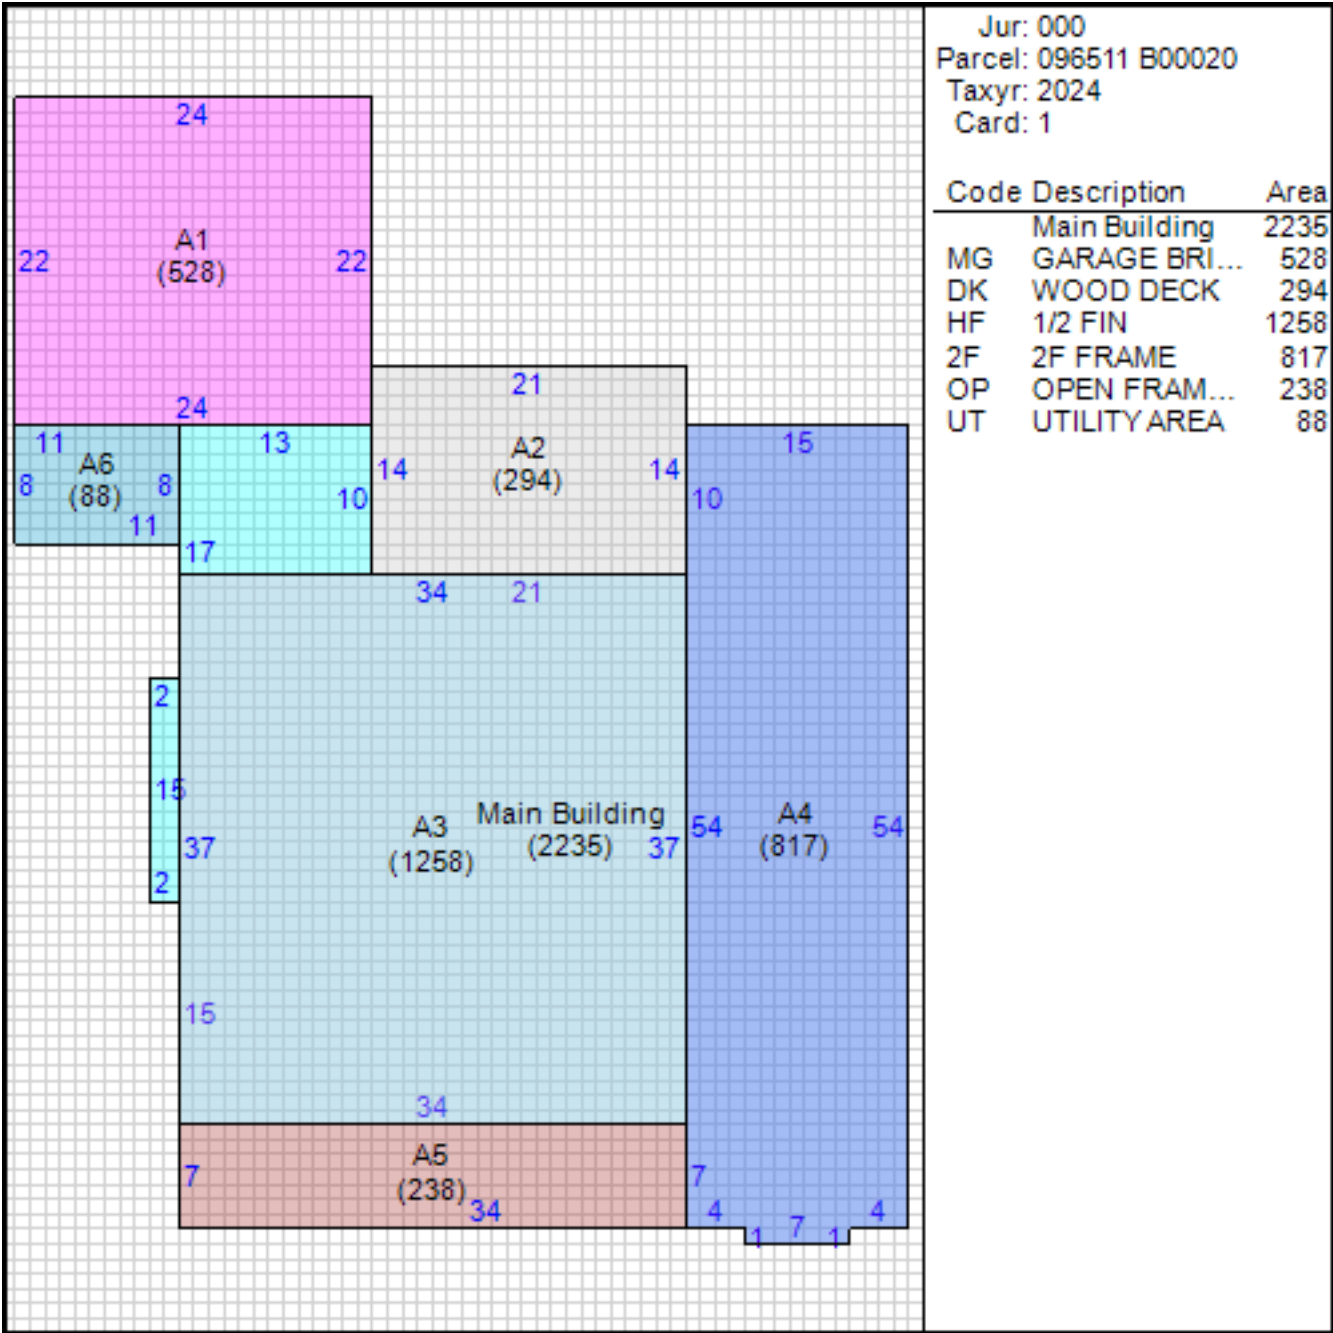 Jur: 000
Parcel: 096511 B00020
Taxyr: 2024
Card: 1
Code Description Area
Main Building 2235
MG GARAGE BRI... 528
DK WOOD DECK 294
HF 1/2 FIN 1258
2F 2F FRAME 817
OP OPEN FRAM... 238
UT UTILITY AREA 88
24
A1
(528)
22 22
24
21
A2
(294)
14 14
11
A6
(88)
8 8
11
13
10
17
15
10
34 21
2
15
2
37
A3
(1258)
Main Building
(2235)
37
54
A4
(817)
54
15
34
A5
(238)
7
34
7
4 4
1 7 1